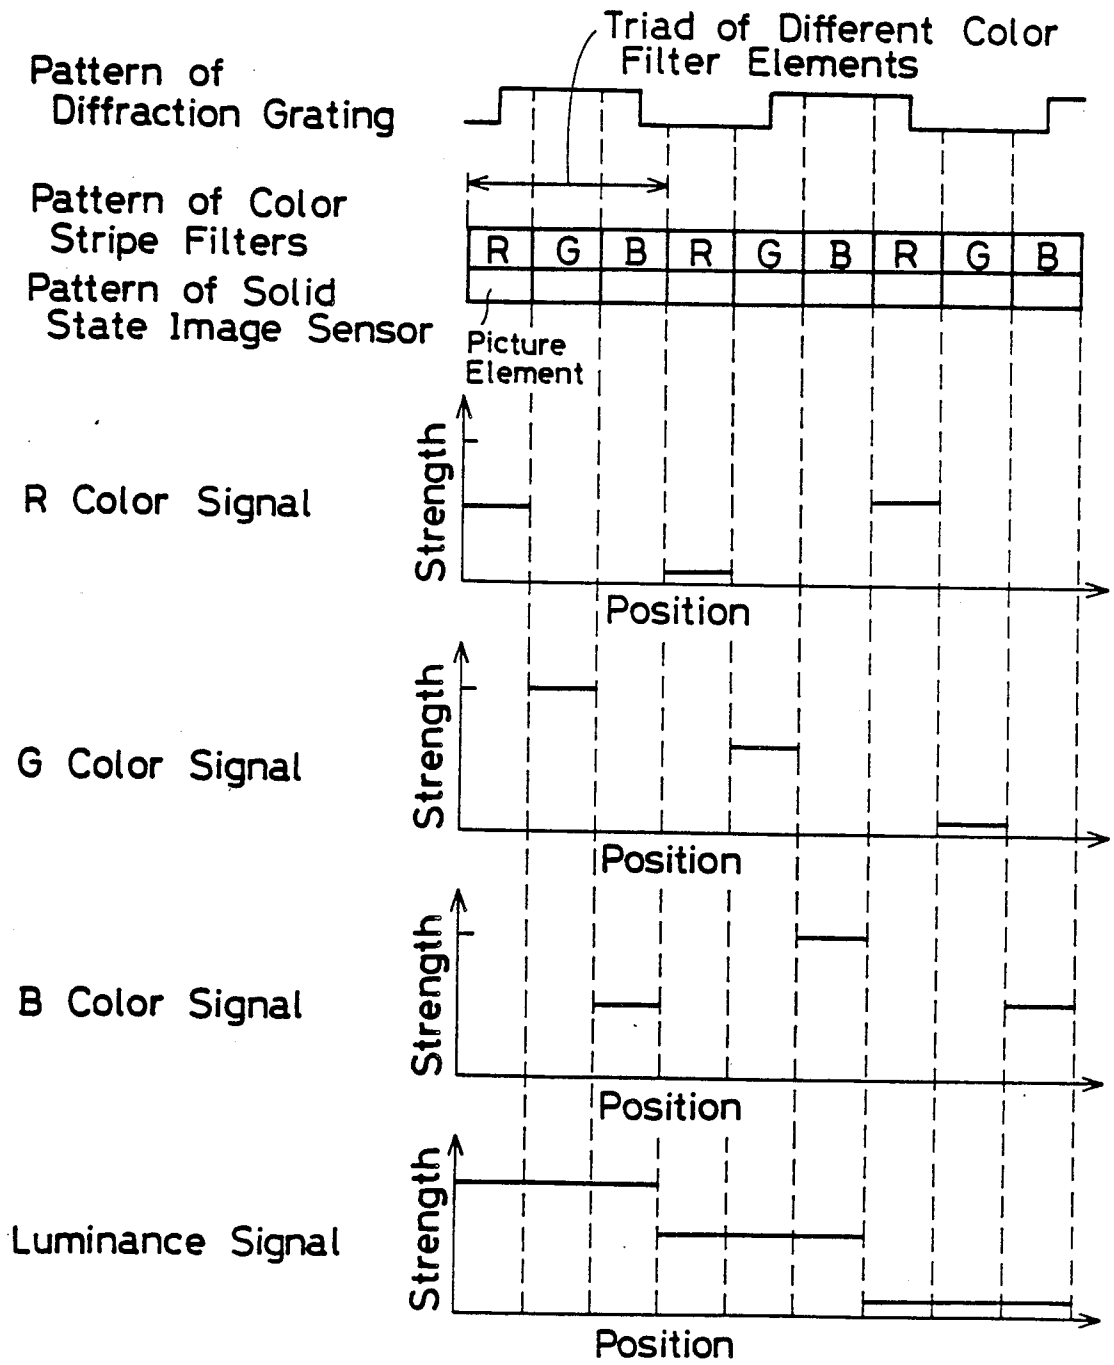 Triad of Different Color
Filter Elements
Pattern of
Diffraction Grating
Pattern of Color
Stripe Filters
R G B R G B R G B
Pattern of Solid
State Image Sensor
Picture
Element
Strength
R Color Signal
Position
Strength
G Color Signal
Position
Strength
B Color Signal
Position
Strength
Luminance Signal
Position